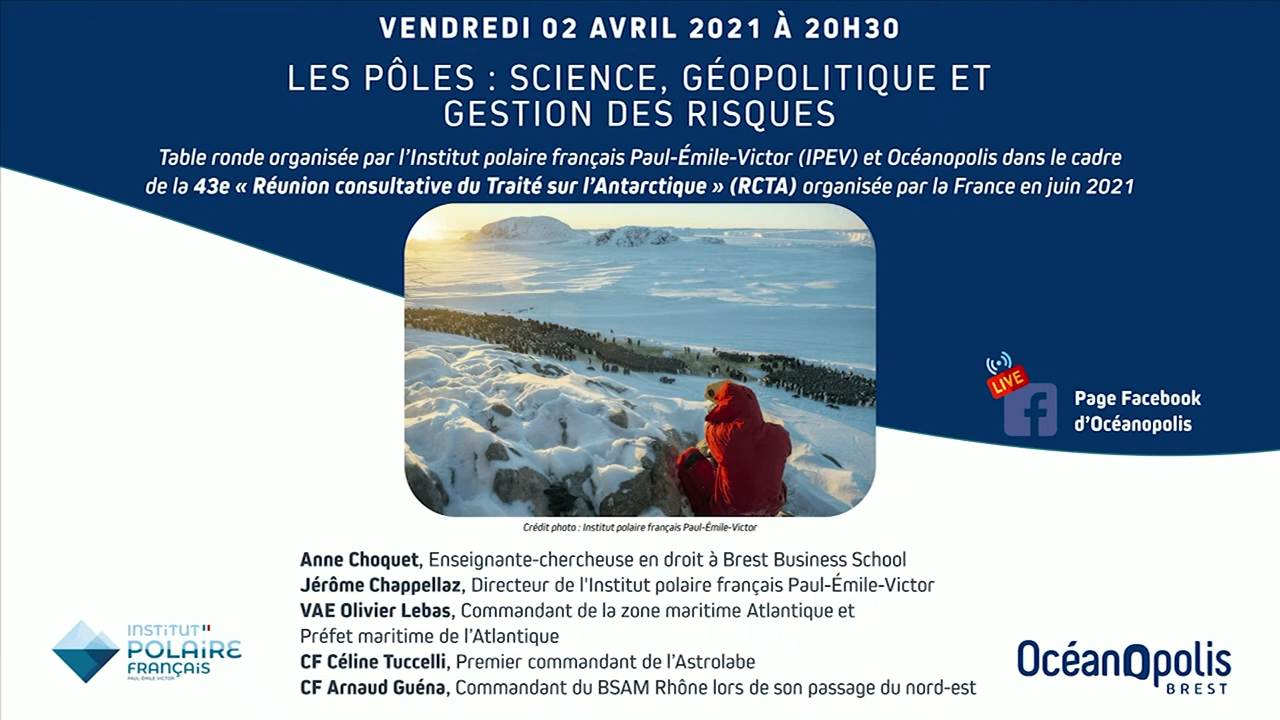 VENDREDI 02 AVRIL 2021 À 20H30
LES PÔLES : SCIENCE, GÉOPOLITIQUE ET
GESTION DES RISQUES
Table ronde organisée par l'Institut polaire français Paul-Émile-Victor (IPEV) et Océanopolis dans le cadre
de la 43e « Réunion consultative du Traité sur l'Antarctique » (RCTA) organisée par la France en juin 2021
LIVE
Page Facebook
d'Océanopolis
Crédit photo : Institut polaire français Paul-Émile-Victor
Anne Choquet, Enseignante-chercheuse en droit à Brest Business School
Jérôme Chappellaz, Directeur de l'Institut polaire français Paul-Émile-Victor
VAE Olivier Lebas, Commandant de la zone maritime Atlantique et
Préfet maritime de l'Atlantique
CF Céline Tuccelli, Premier commandant de l'Astrolabe
CF Arnaud Guéna, Commandant du BSAM Rhône lors de son passage du nord-est
INSTITUT
POLAIRE
FRANÇAIS
PAUL-ÉMILE VICTOR
OcéanOpolis
BREST